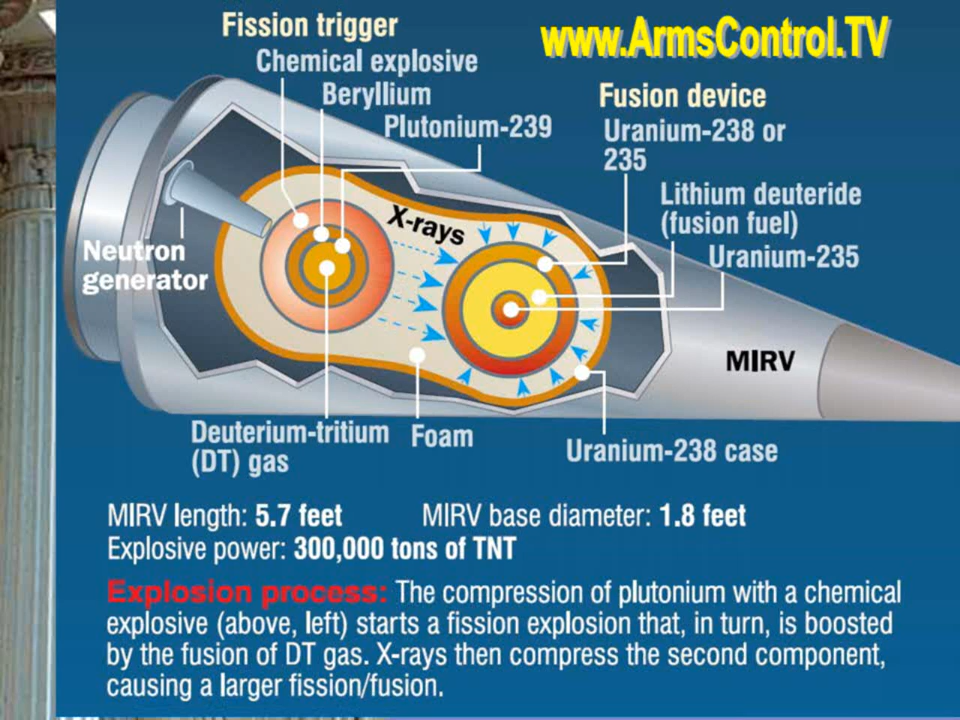 www.ArmsControl.TV
Fission trigger
Chemical explosive
Beryllium
Plutonium-239
Fusion device
Uranium-238 or
235
Lithium deuteride
(fusion fuel)
Uranium-235
X-rays
Neutron
generator
MIRV
Deuterium-tritium
(DT) gas
Foam
Uranium-238 case
MIRV length: 5.7 feet MIRV base diameter: 1.8 feet
Explosive power: 300,000 tons of TNT
Explosion process: The compression of plutonium with a chemical
explosive (above, left) starts a fission explosion that, in turn, is boosted
by the fusion of DT gas. X-rays then compress the second component,
causing a larger fission/fusion.